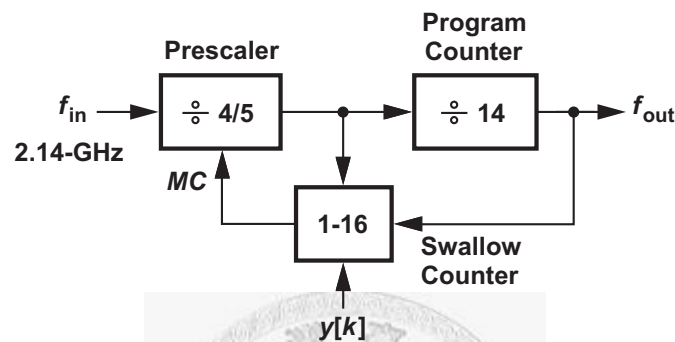 Prescaler
Program
Counter
f_in
÷ 4/5
÷ 14
f_out
2.14-GHz
MC
1-16
Swallow
Counter
y[k]